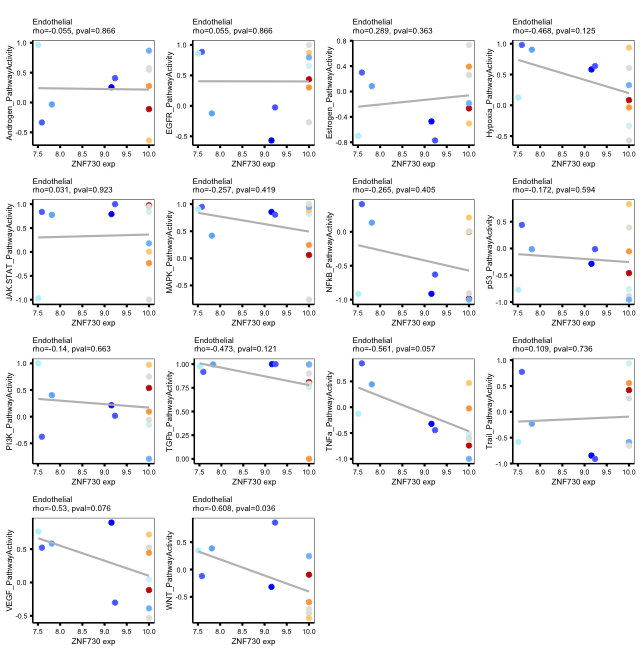 Endothelial
rho=-0.055, pval=0.866
Androgen_PathwayActivity
1.0
0.5
0.0
-0.5
7.5 8.0 8.5 9.0 9.5 10.0
ZNF730 exp
Endothelial
rho=0.055, pval=0.866
EGFR_PathwayActivity
1.0
0.5
0.0
-0.5
7.5 8.0 8.5 9.0 9.5 10.0
ZNF730 exp
Endothelial
rho=0.289, pval=0.363
Estrogen_PathwayActivity
0.8
0.4
0.0
-0.4
-0.8
7.5 8.0 8.5 9.0 9.5 10.0
ZNF730 exp
Endothelial
rho=-0.468, pval=0.125
Hypoxia_PathwayActivity
1.0
0.5
0.0
-0.5
7.5 8.0 8.5 9.0 9.5 10.0
ZNF730 exp
Endothelial
rho=0.031, pval=0.923
JAK.STAT_PathwayActivity
1.0
0.5
0.0
-0.5
-1.0
7.5 8.0 8.5 9.0 9.5 10.0
ZNF730 exp
Endothelial
rho=-0.257, pval=0.419
MAPK_PathwayActivity
1.0
0.5
0.0
-0.5
7.5 8.0 8.5 9.0 9.5 10.0
ZNF730 exp
Endothelial
rho=-0.265, pval=0.405
NFkB_PathwayActivity
0.0
-0.5
-1.0
7.5 8.0 8.5 9.0 9.5 10.0
ZNF730 exp
Endothelial
rho=-0.172, pval=0.594
p53_PathwayActivity
0.5
0.0
-0.5
-1.0
7.5 8.0 8.5 9.0 9.5 10.0
ZNF730 exp
Endothelial
rho=-0.14, pval=0.663
PI3K_PathwayActivity
1.0
0.5
0.0
-0.5
7.5 8.0 8.5 9.0 9.5 10.0
ZNF730 exp
Endothelial
rho=-0.473, pval=0.121
TGFb_PathwayActivity
1.00
0.75
0.50
0.25
0.00
7.5 8.0 8.5 9.0 9.5 10.0
ZNF730 exp
Endothelial
rho=-0.561, pval=0.057
TNFa_PathwayActivity
0.5
0.0
-0.5
-1.0
7.5 8.0 8.5 9.0 9.5 10.0
ZNF730 exp
Endothelial
rho=0.109, pval=0.736
Trail_PathwayActivity
0.5
0.0
-0.5
-1.0
7.5 8.0 8.5 9.0 9.5 10.0
ZNF730 exp
Endothelial
rho=-0.53, pval=0.076
VEGF_PathwayActivity
0.5
0.0
-0.5
7.5 8.0 8.5 9.0 9.5 10.0
ZNF730 exp
Endothelial
rho=-0.608, pval=0.036
WNT_PathwayActivity
0.5
0.0
-0.5
7.5 8.0 8.5 9.0 9.5 10.0
ZNF730 exp